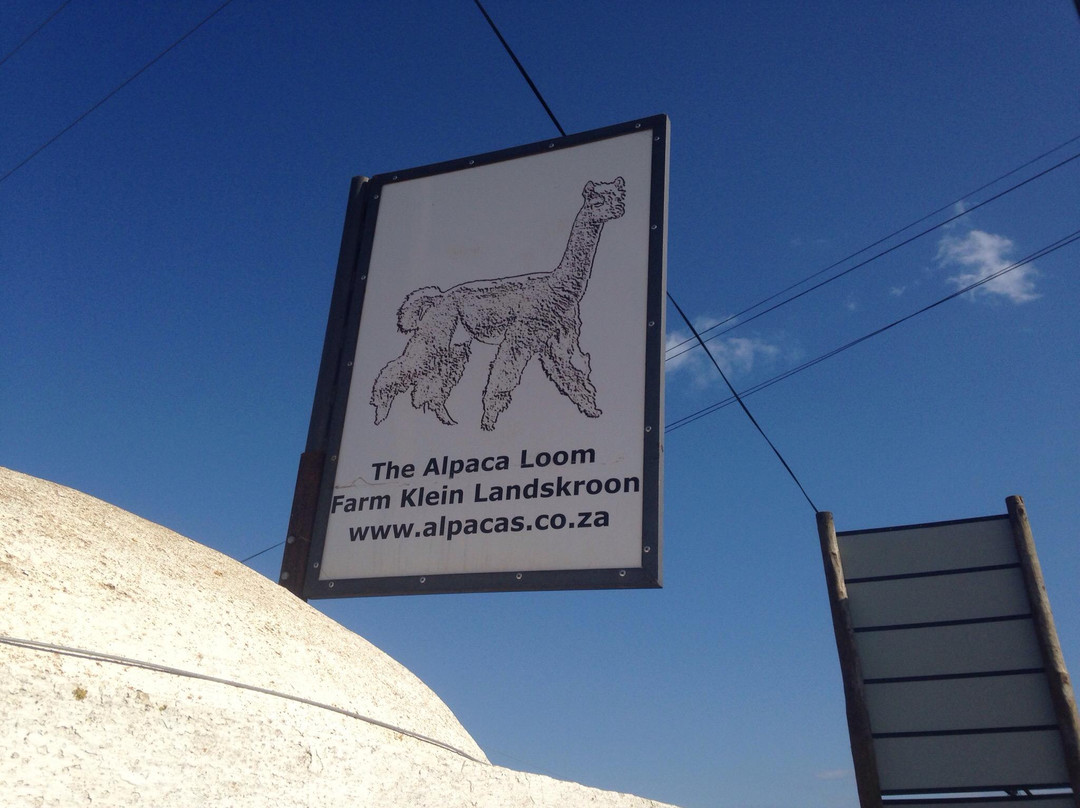 The Alpaca Loom
Farm Klein Landskroon
www.alpacas.co.za